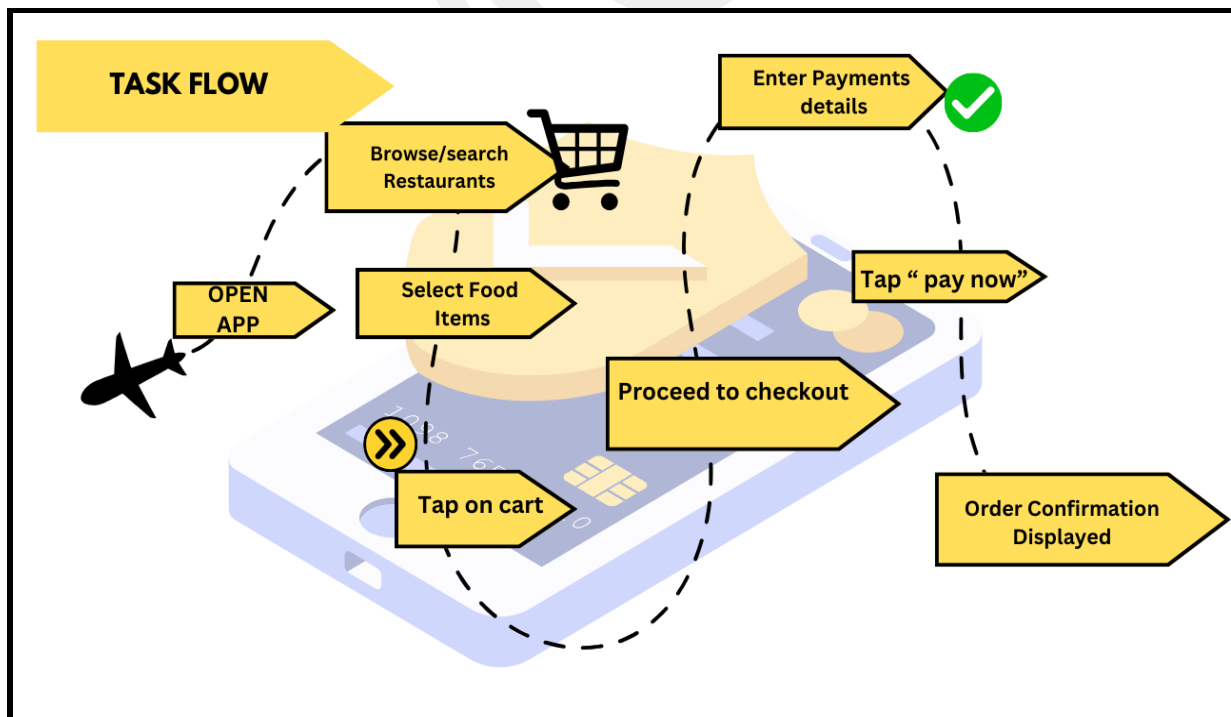 TASK FLOW
OPEN
APP
Browse/search
Restaurants
Select Food
Items
Tap on cart
Proceed to checkout
Enter Payments
details
Tap “ pay now”
Order Confirmation
Displayed